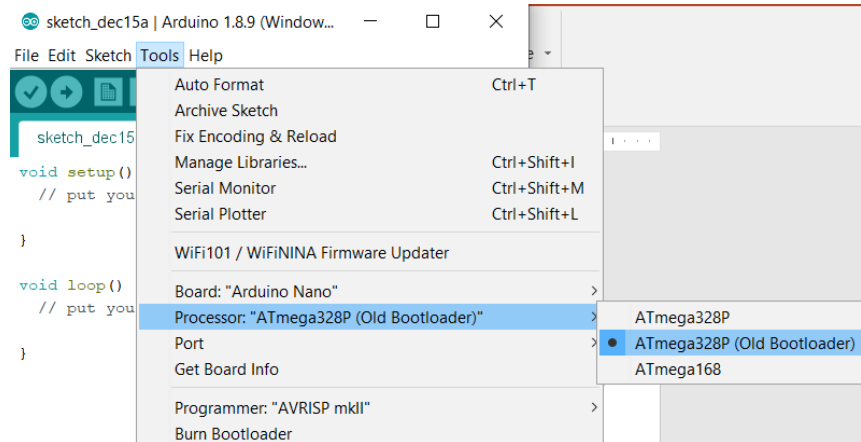 sketch_dec15a | Arduino 1.8.9 (Window...
File Edit Sketch Tools Help
Auto Format Ctrl+T
Archive Sketch
sketch_dec15
Fix Encoding & Reload
Manage Libraries... Ctrl+Shift+I
void setup()
Serial Monitor Ctrl+Shift+M
// put you
Serial Plotter Ctrl+Shift+L
}
WiFi101 / WiFiNINA Firmware Updater
void loop()
Board: "Arduino Nano"
// put you
Processor: "ATmega328P (Old Bootloader)"
ATmega328P
Port
ATmega328P (Old Bootloader)
}
Get Board Info
ATmega168
Programmer: "AVRISP mkII"
Burn Bootloader